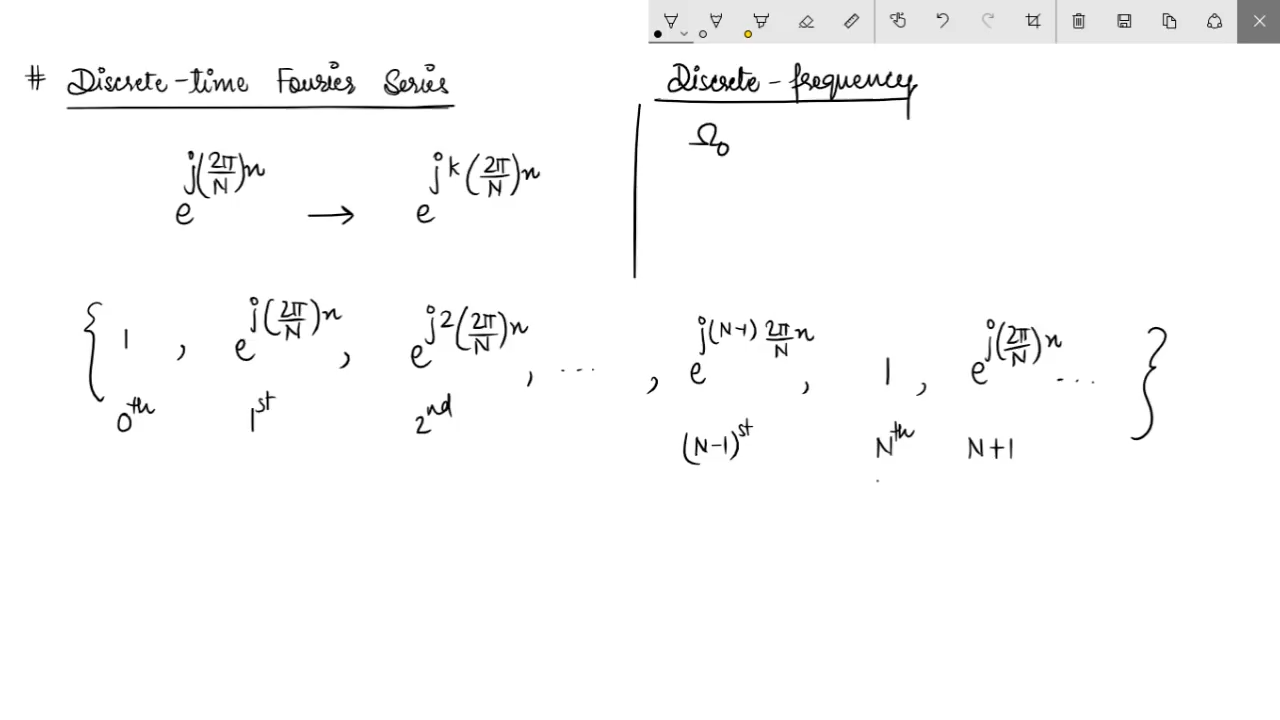 # Discrete-time Fourier Series
Discrete-frequency
Ω₀
e^{j(2π/N)n} → e^{jk(2π/N)n}
{ 1 , e^{j(2π/N)n} , e^{j2(2π/N)n} , ... , e^{j(N-1)2π/N n} , 1 , e^{j(2π/N)n} ... }
0th 1st 2nd (N-1)st Nth N+1